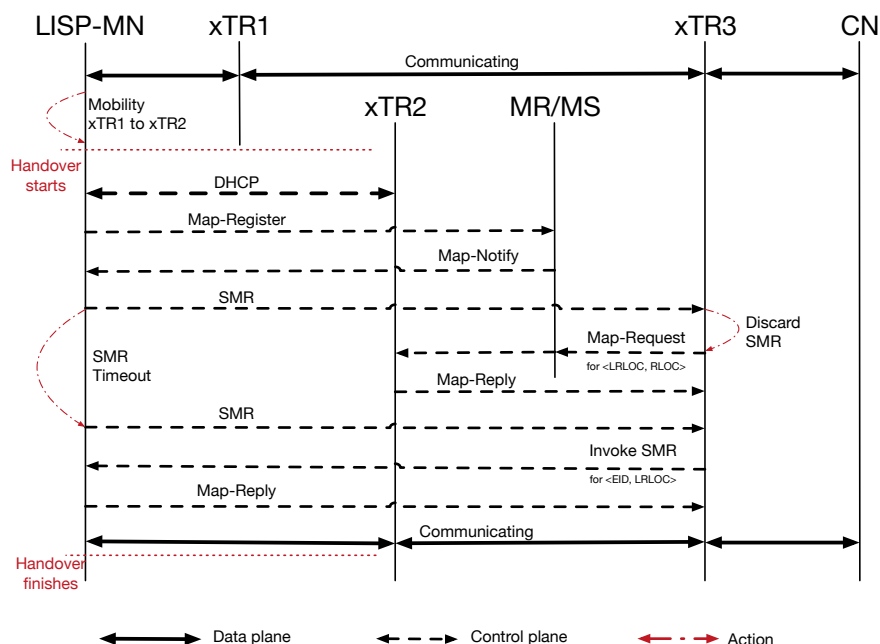 LISP-MN
xTR1
xTR3
CN
Communicating
Mobility
xTR1 to xTR2
xTR2
MR/MS
Handover
starts
DHCP
Map-Register
Map-Notify
SMR
Discard
SMR
Map-Request
for <LRLOC, RLOC>
SMR
Timeout
Map-Reply
SMR
Invoke SMR
for <EID, LRLOC>
Map-Reply
Communicating
Handover
finishes
Data plane
Control plane
Action